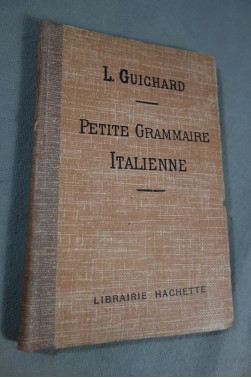 L. GUICHARD
PETITE GRAMMAIRE
ITALIENNE
LIBRAIRIE HACHETTE